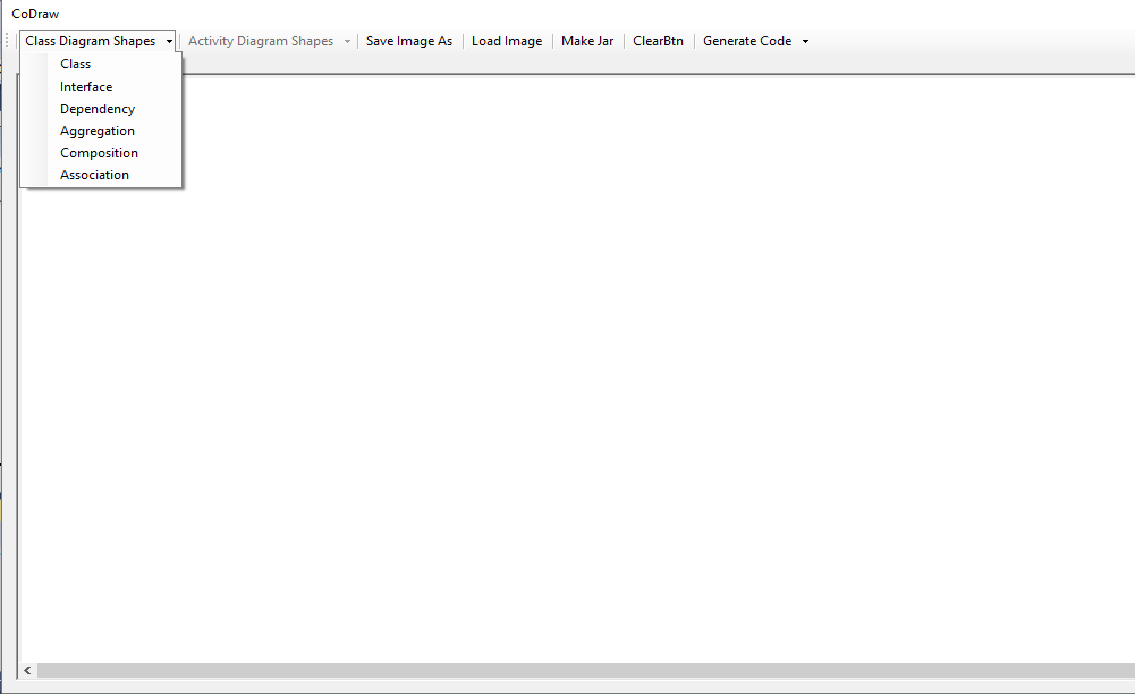 CoDraw
Class Diagram Shapes Activity Diagram Shapes Save Image As Load Image Make Jar ClearBtn Generate Code
Class
Interface
Dependency
Aggregation
Composition
Association